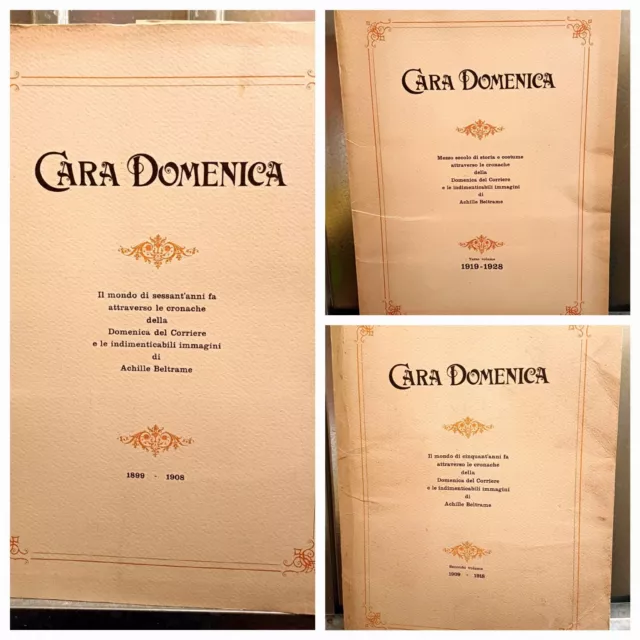 CARA DOMENICA
Il mondo di sessant'anni fa
attraverso le cronache
della
Domenica del Corriere
e le indimenticabili immagini
di
Achille Beltrame
1899 - 1908
CARA DOMENICA
Mezzo secolo di storia e costume
attraverso le cronache
della
Domenica del Corriere
e le indimenticabili immagini
di
Achille Beltrame
Terzo volume
1919-1928
CARA DOMENICA
Il mondo di cinquant'anni fa
attraverso le cronache
della
Domenica del Corriere
e le indimenticabili immagini
di
Achille Beltrame
Secondo volume